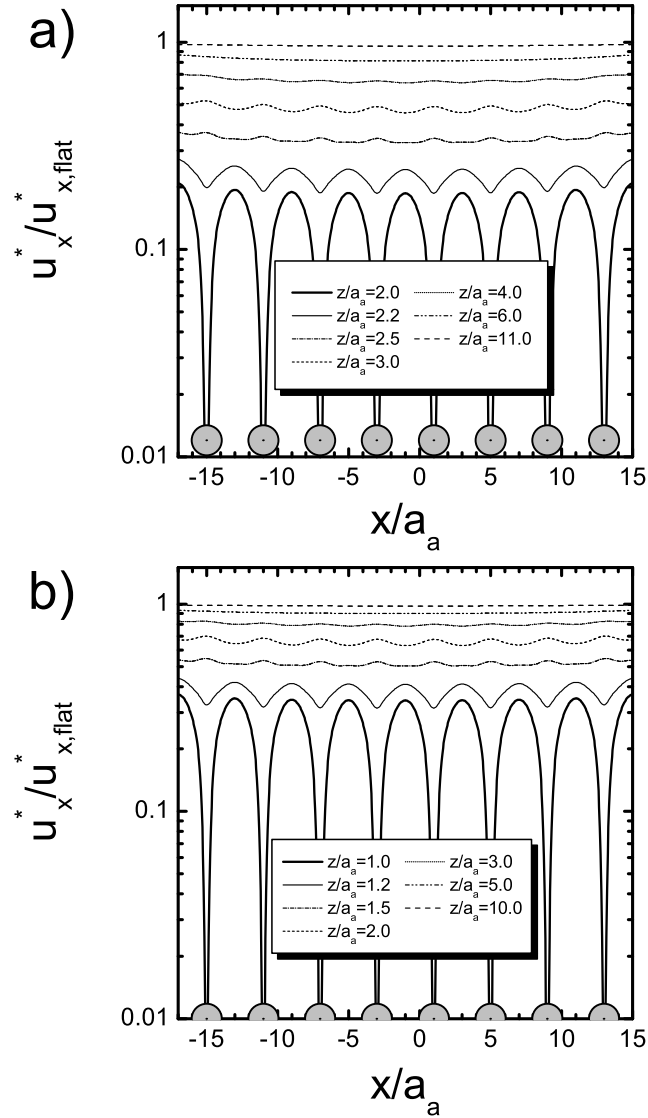 a)
1
0.1
0.01
u*x/u*x,flat
z/aa=2.0
z/aa=2.2
z/aa=2.5
z/aa=3.0
z/aa=4.0
z/aa=6.0
z/aa=11.0
-15 -10 -5 0 5 10 15
x/aa
b)
1
0.1
0.01
u*x/u*x,flat
z/aa=1.0
z/aa=1.2
z/aa=1.5
z/aa=2.0
z/aa=3.0
z/aa=5.0
z/aa=10.0
-15 -10 -5 0 5 10 15
x/aa